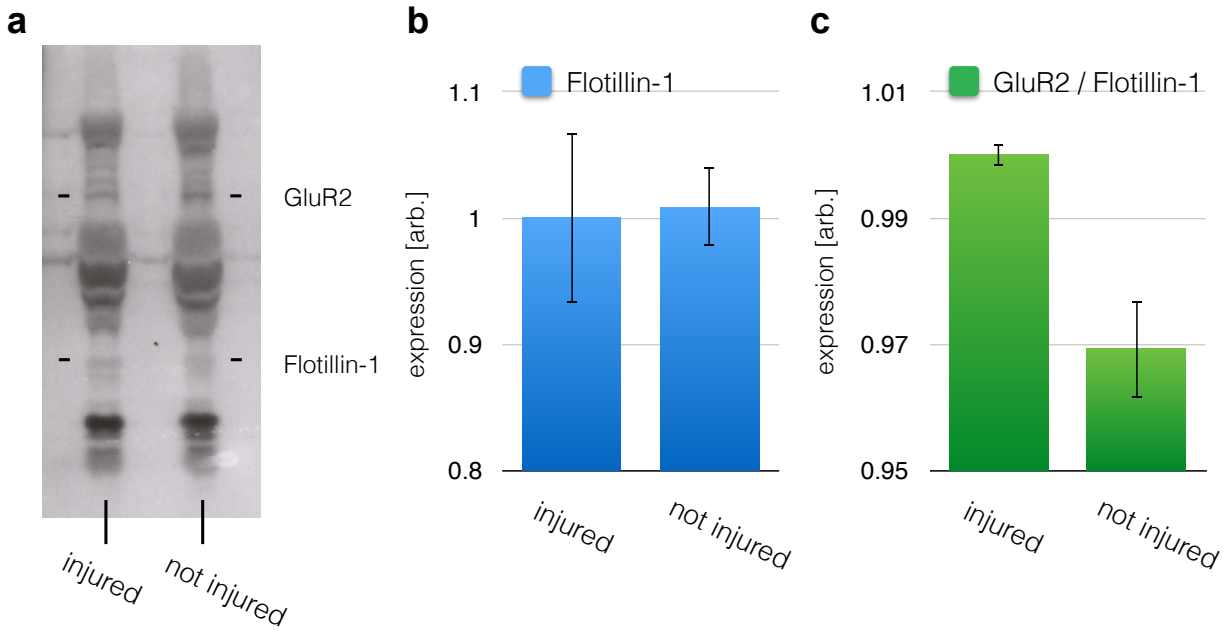 a
GluR2
Flotillin-1
injured
not injured
b
Flotillin-1
1.1
1
0.9
0.8
expression [arb.]
injured
not injured
c
GluR2 / Flotillin-1
1.01
0.99
0.97
0.95
expression [arb.]
injured
not injured